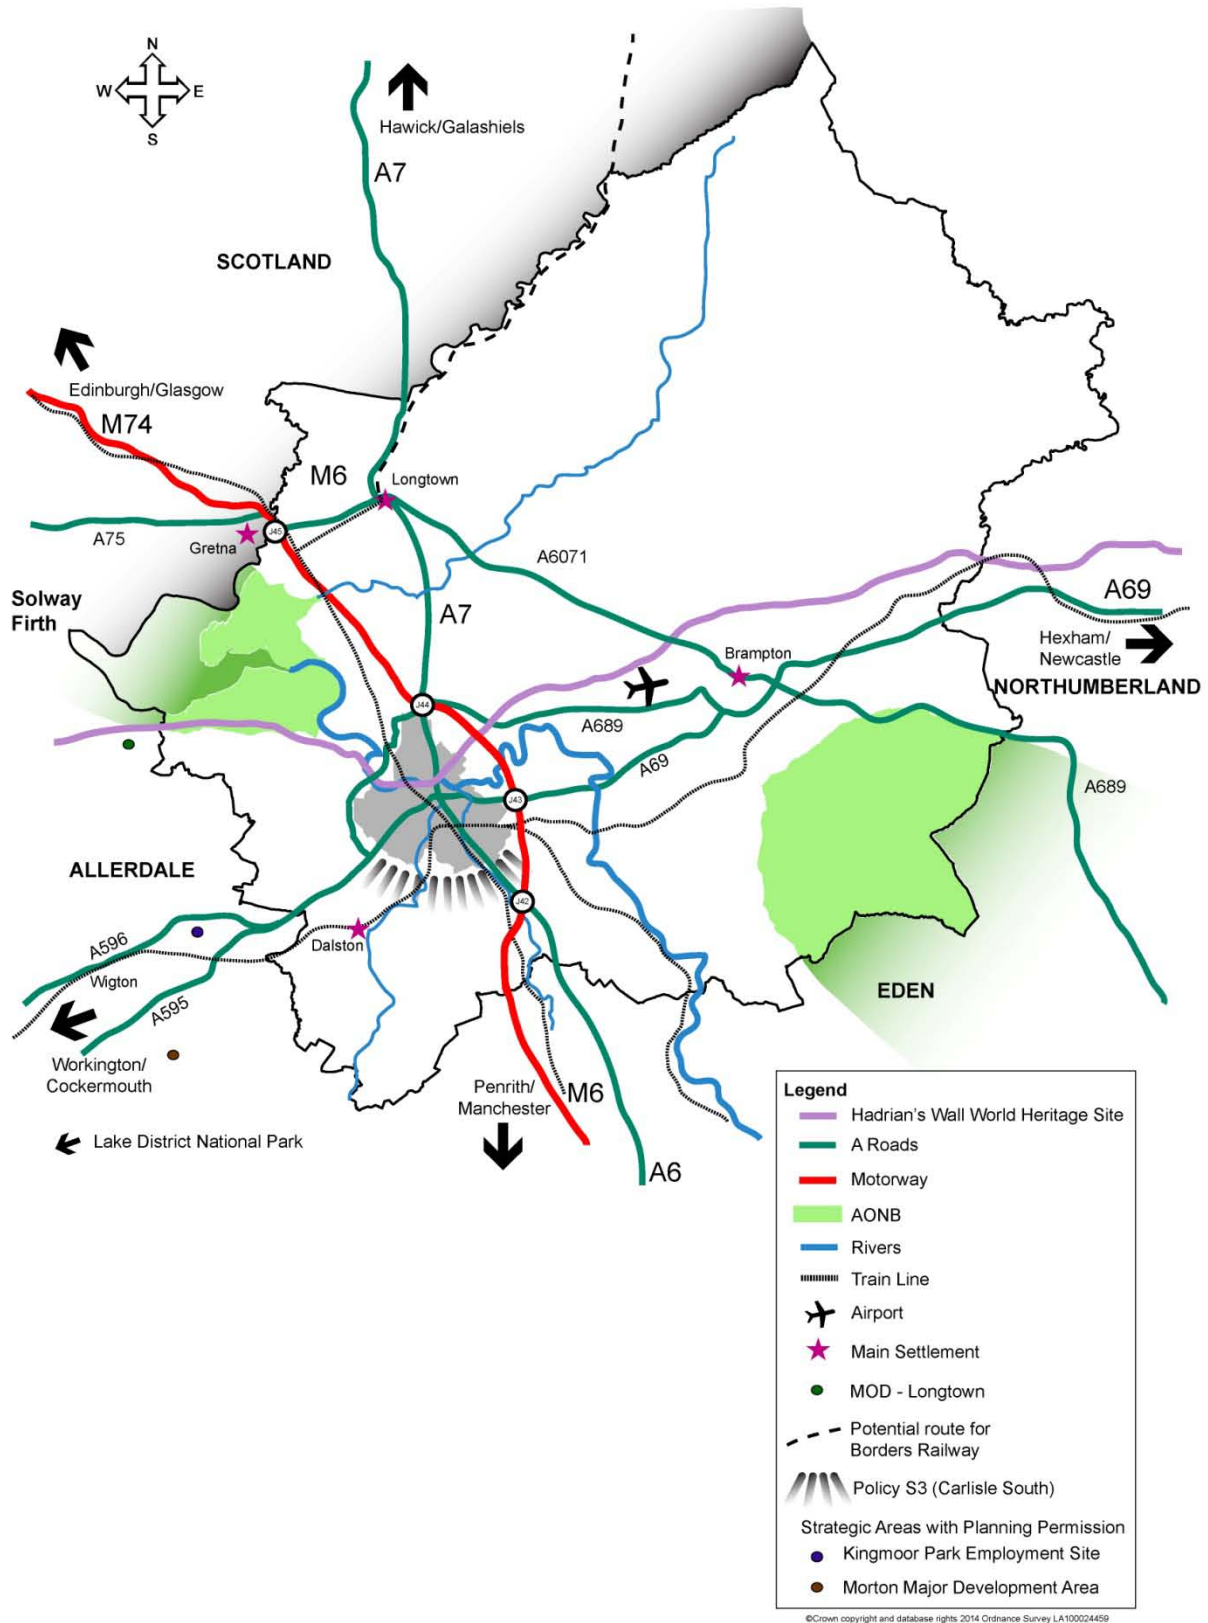 N
W
E
S
Hawick/Galashiels
A7
SCOTLAND
Edinburgh/Glasgow
M74
M6
Longtown
A75
Gretna
J45
A6071
Solway
Firth
A7
A69
Hexham/
Newcastle
Brampton
NORTHUMBERLAND
J44
A689
A69
J43
A689
ALLERDALE
J42
A596
Dalston
Wigton
A595
EDEN
Workington/
Cockermouth
Penrith/
Manchester
M6
Lake District National Park
A6
Legend
Hadrian's Wall World Heritage Site
A Roads
Motorway
AONB
Rivers
Train Line
Airport
Main Settlement
MOD - Longtown
Potential route for
Borders Railway
Policy S3 (Carlisle South)
Strategic Areas with Planning Permission
Kingmoor Park Employment Site
Morton Major Development Area
©Crown copyright and database rights 2014 Ordnance Survey LA100024459